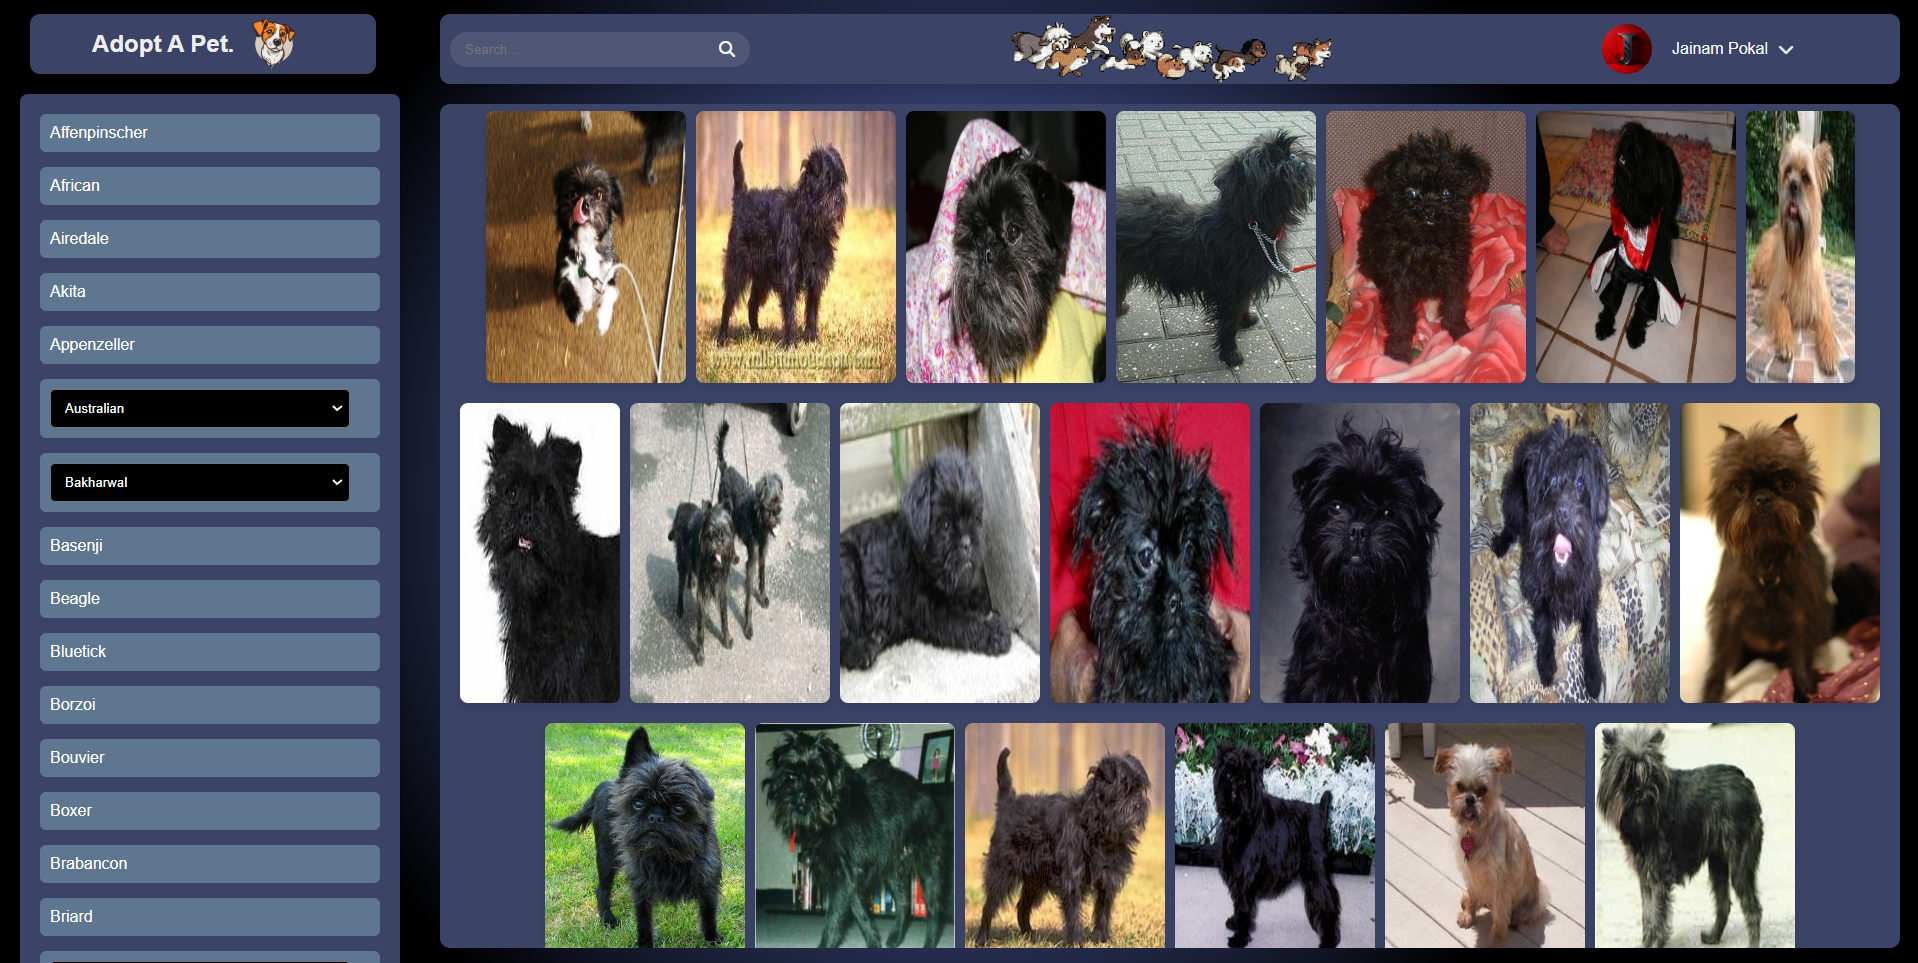 Adopt A Pet.
Search...
Jainam Pokal
Affenpinscher
African
Airedale
Akita
Appenzeller
Australian
Bakharwal
Basenji
Beagle
Bluetick
Borzoi
Bouvier
Boxer
Brabancon
Briard
J